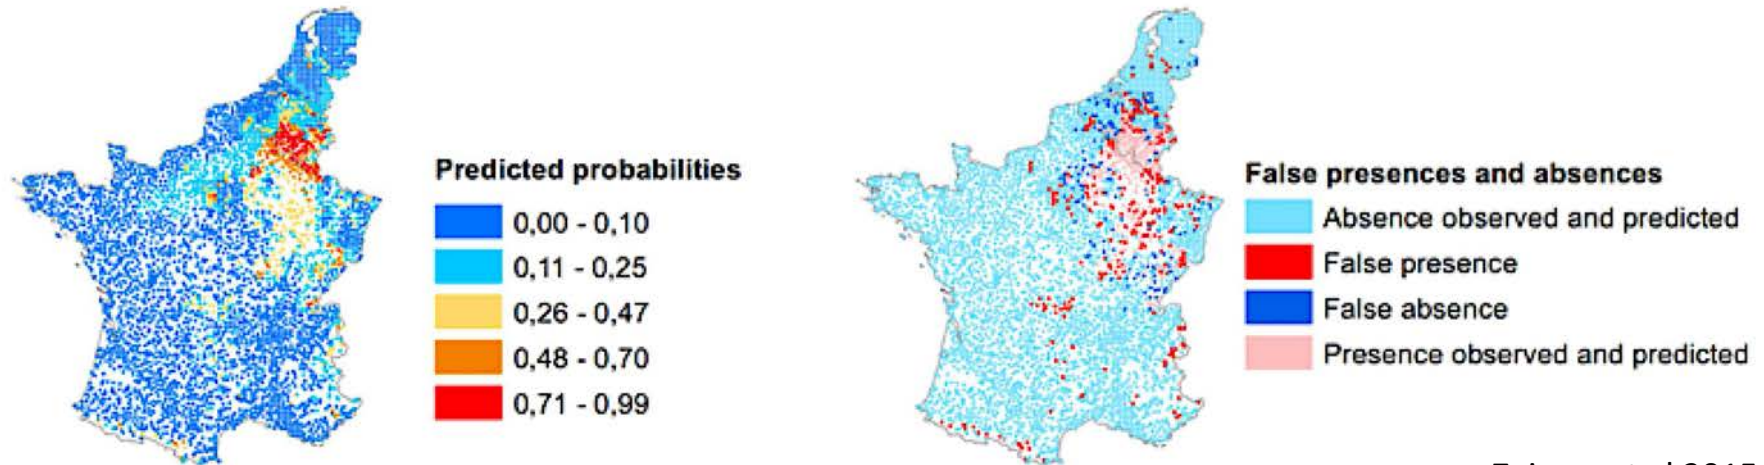 Predicted probabilities
0,00 - 0,10
0,11 - 0,25
0,26 - 0,47
0,48 - 0,70
0,71 - 0,99
False presences and absences
Absence observed and predicted
False presence
False absence
Presence observed and predicted